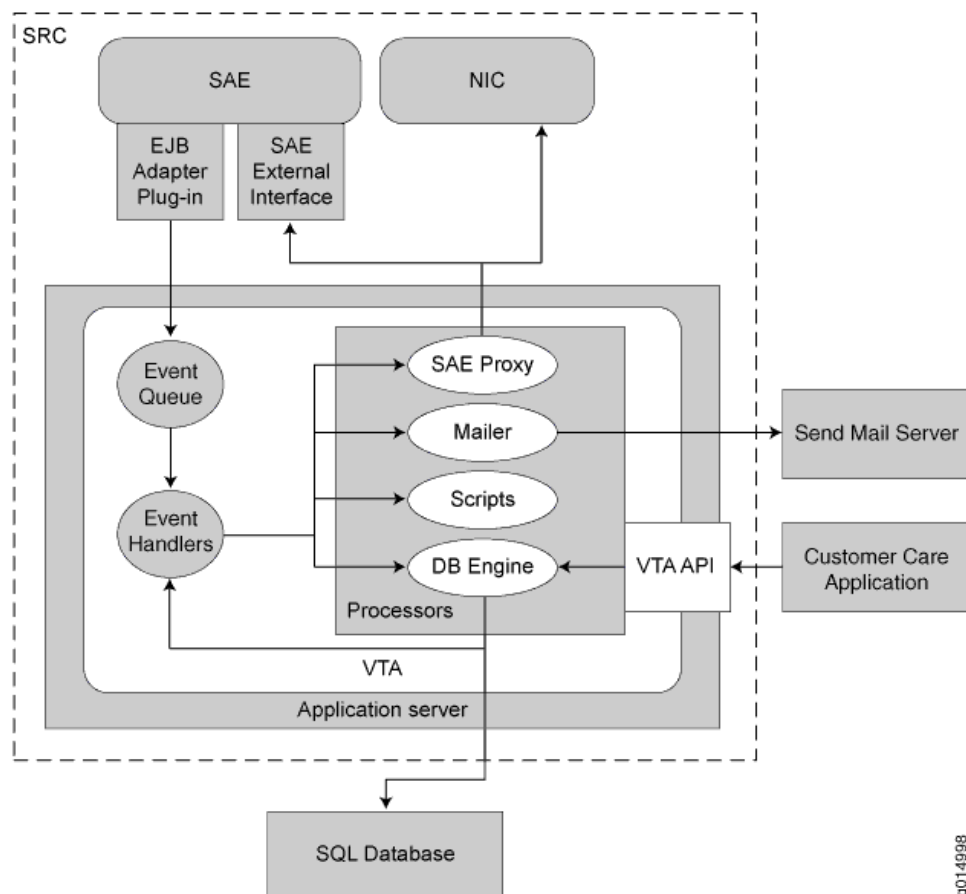 SRC
SAE
NIC
EJB
Adapter
Plug-in
SAE
External
Interface
Event
Queue
SAE Proxy
Mailer
Send Mail Server
Scripts
Event
Handlers
DB Engine
VTA API
Customer Care
Application
Processors
VTA
Application server
SQL Database
g014998